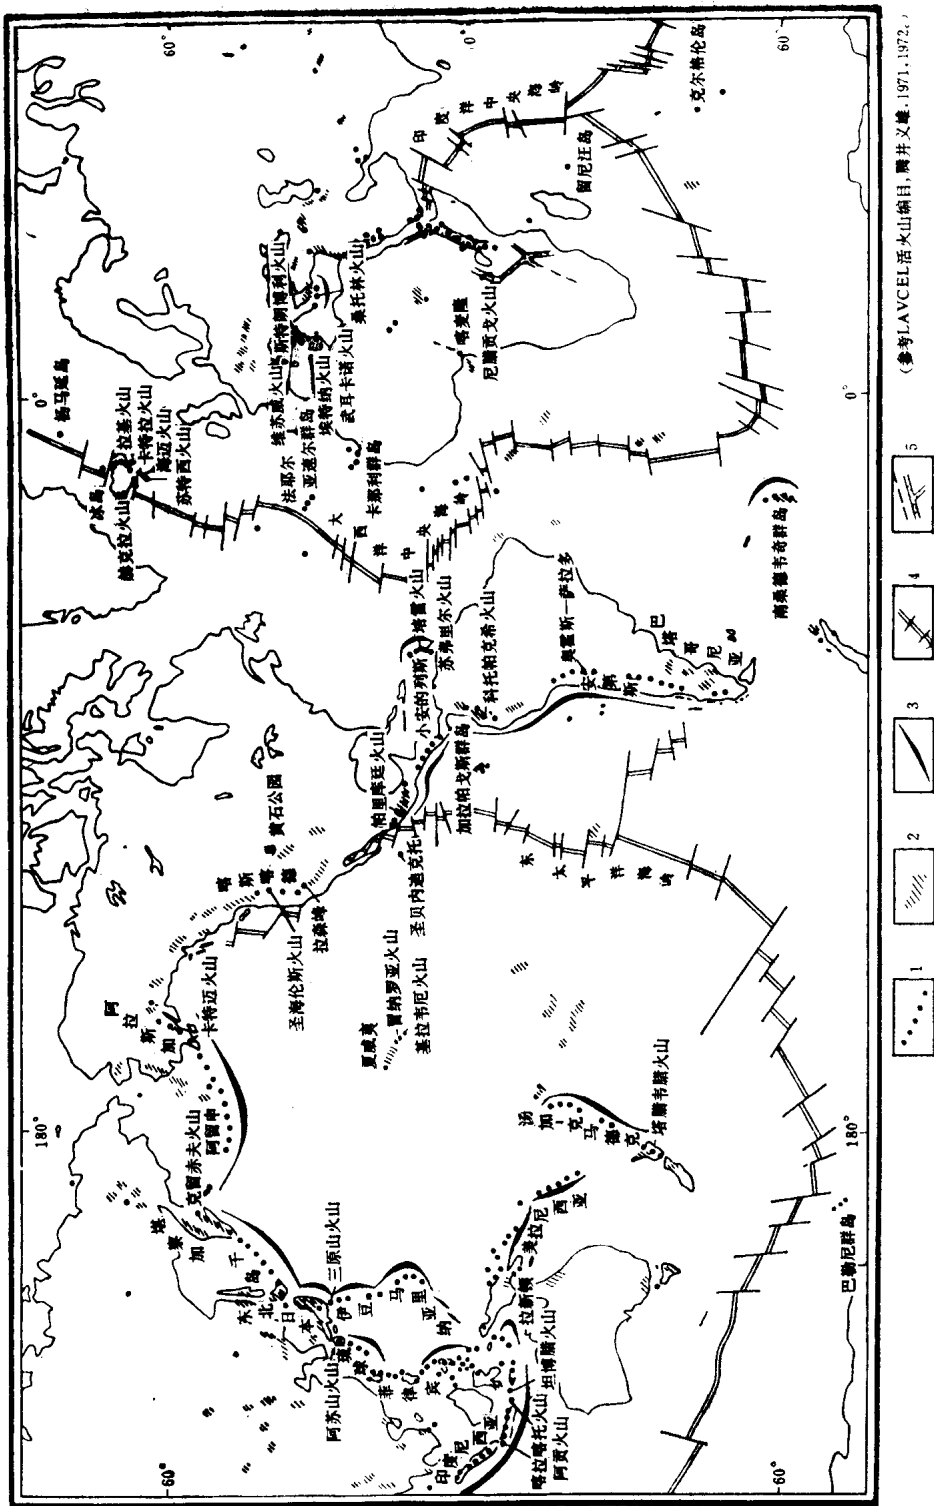 60°
0°
60°
克尔格伦岛
印度洋中央海岭
留尼汪岛
桑托林火山
斯特朗博利火山
维苏威火山
埃特纳火山
武耳卡诺火山
喀麦隆
尼腊贡戈火山
0°
0°
杨马延岛
冰岛
拉基火山
卡特拉火山
海迈火山
苏特西火山
赫克拉火山
法耶尔
亚速尔群岛
卡那利群岛
大西洋中央海岭
南桑德韦奇群岛
培雷火山
小安的列斯
苏弗里尔火山
科托帕克希火山
奥霍斯—萨拉多
巴塔哥尼亚
安第斯
加拉帕戈斯群岛
帕里库廷火山
黄石公园
喀斯喀德
圣海伦斯火山
拉森峰
圣贝内迪克托
东太平洋海岭
夏威夷
冒纳罗亚火山
基拉韦厄火山
阿拉斯加
卡特迈火山
阿留申
克留赤夫火山
堪察加
千岛
180°
180°
汤加—克马德克
塔腊韦腊火山
东北日本
三原山火山
伊豆
马里亚纳
琉球
阿苏山火山
菲律宾
美拉尼西亚
拉新顿
坦博腊火山
印度尼西亚
喀拉喀托火山
阿贡火山
巴勒尼群岛
60°
60°
1
2
3
4
5
(参考LAVCEL活火山编目,腾井义雄,1971,1972。)